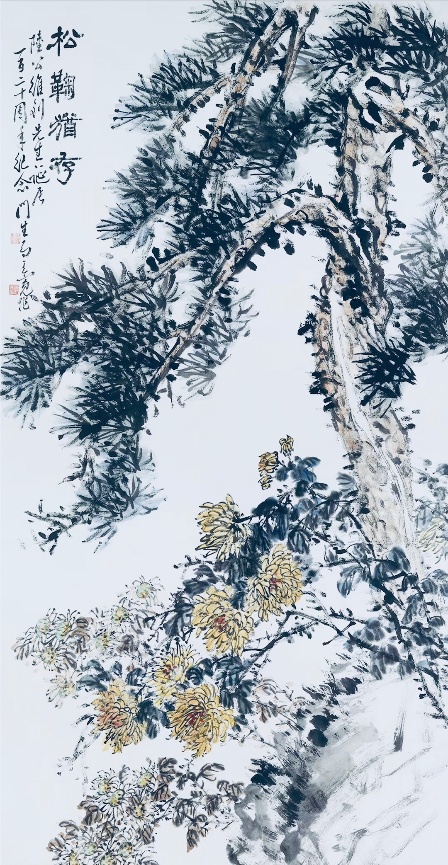 松鞠猶存
陸公維釗先生誕辰
一百二十周年紀念門生